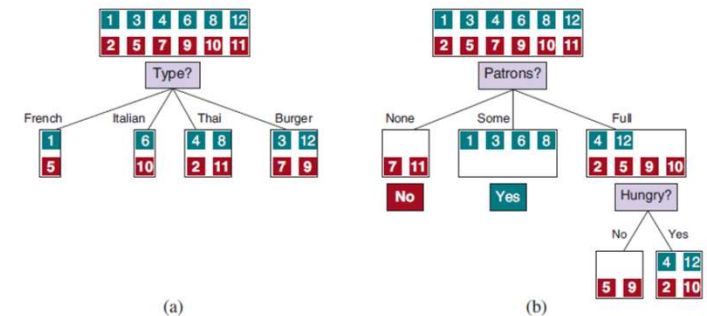 1 3 4 6 8 12
2 5 7 9 10 11
Type?
French Italian Thai Burger
1 6 4 8 3 12
5 10 2 11 7 9
(a)
1 3 4 6 8 12
2 5 7 9 10 11
Patrons?
None Some Full
1 3 6 8 4 12
7 11 2 5 9 10
No Yes Hungry?
No Yes
4 12
5 9 2 10
(b)